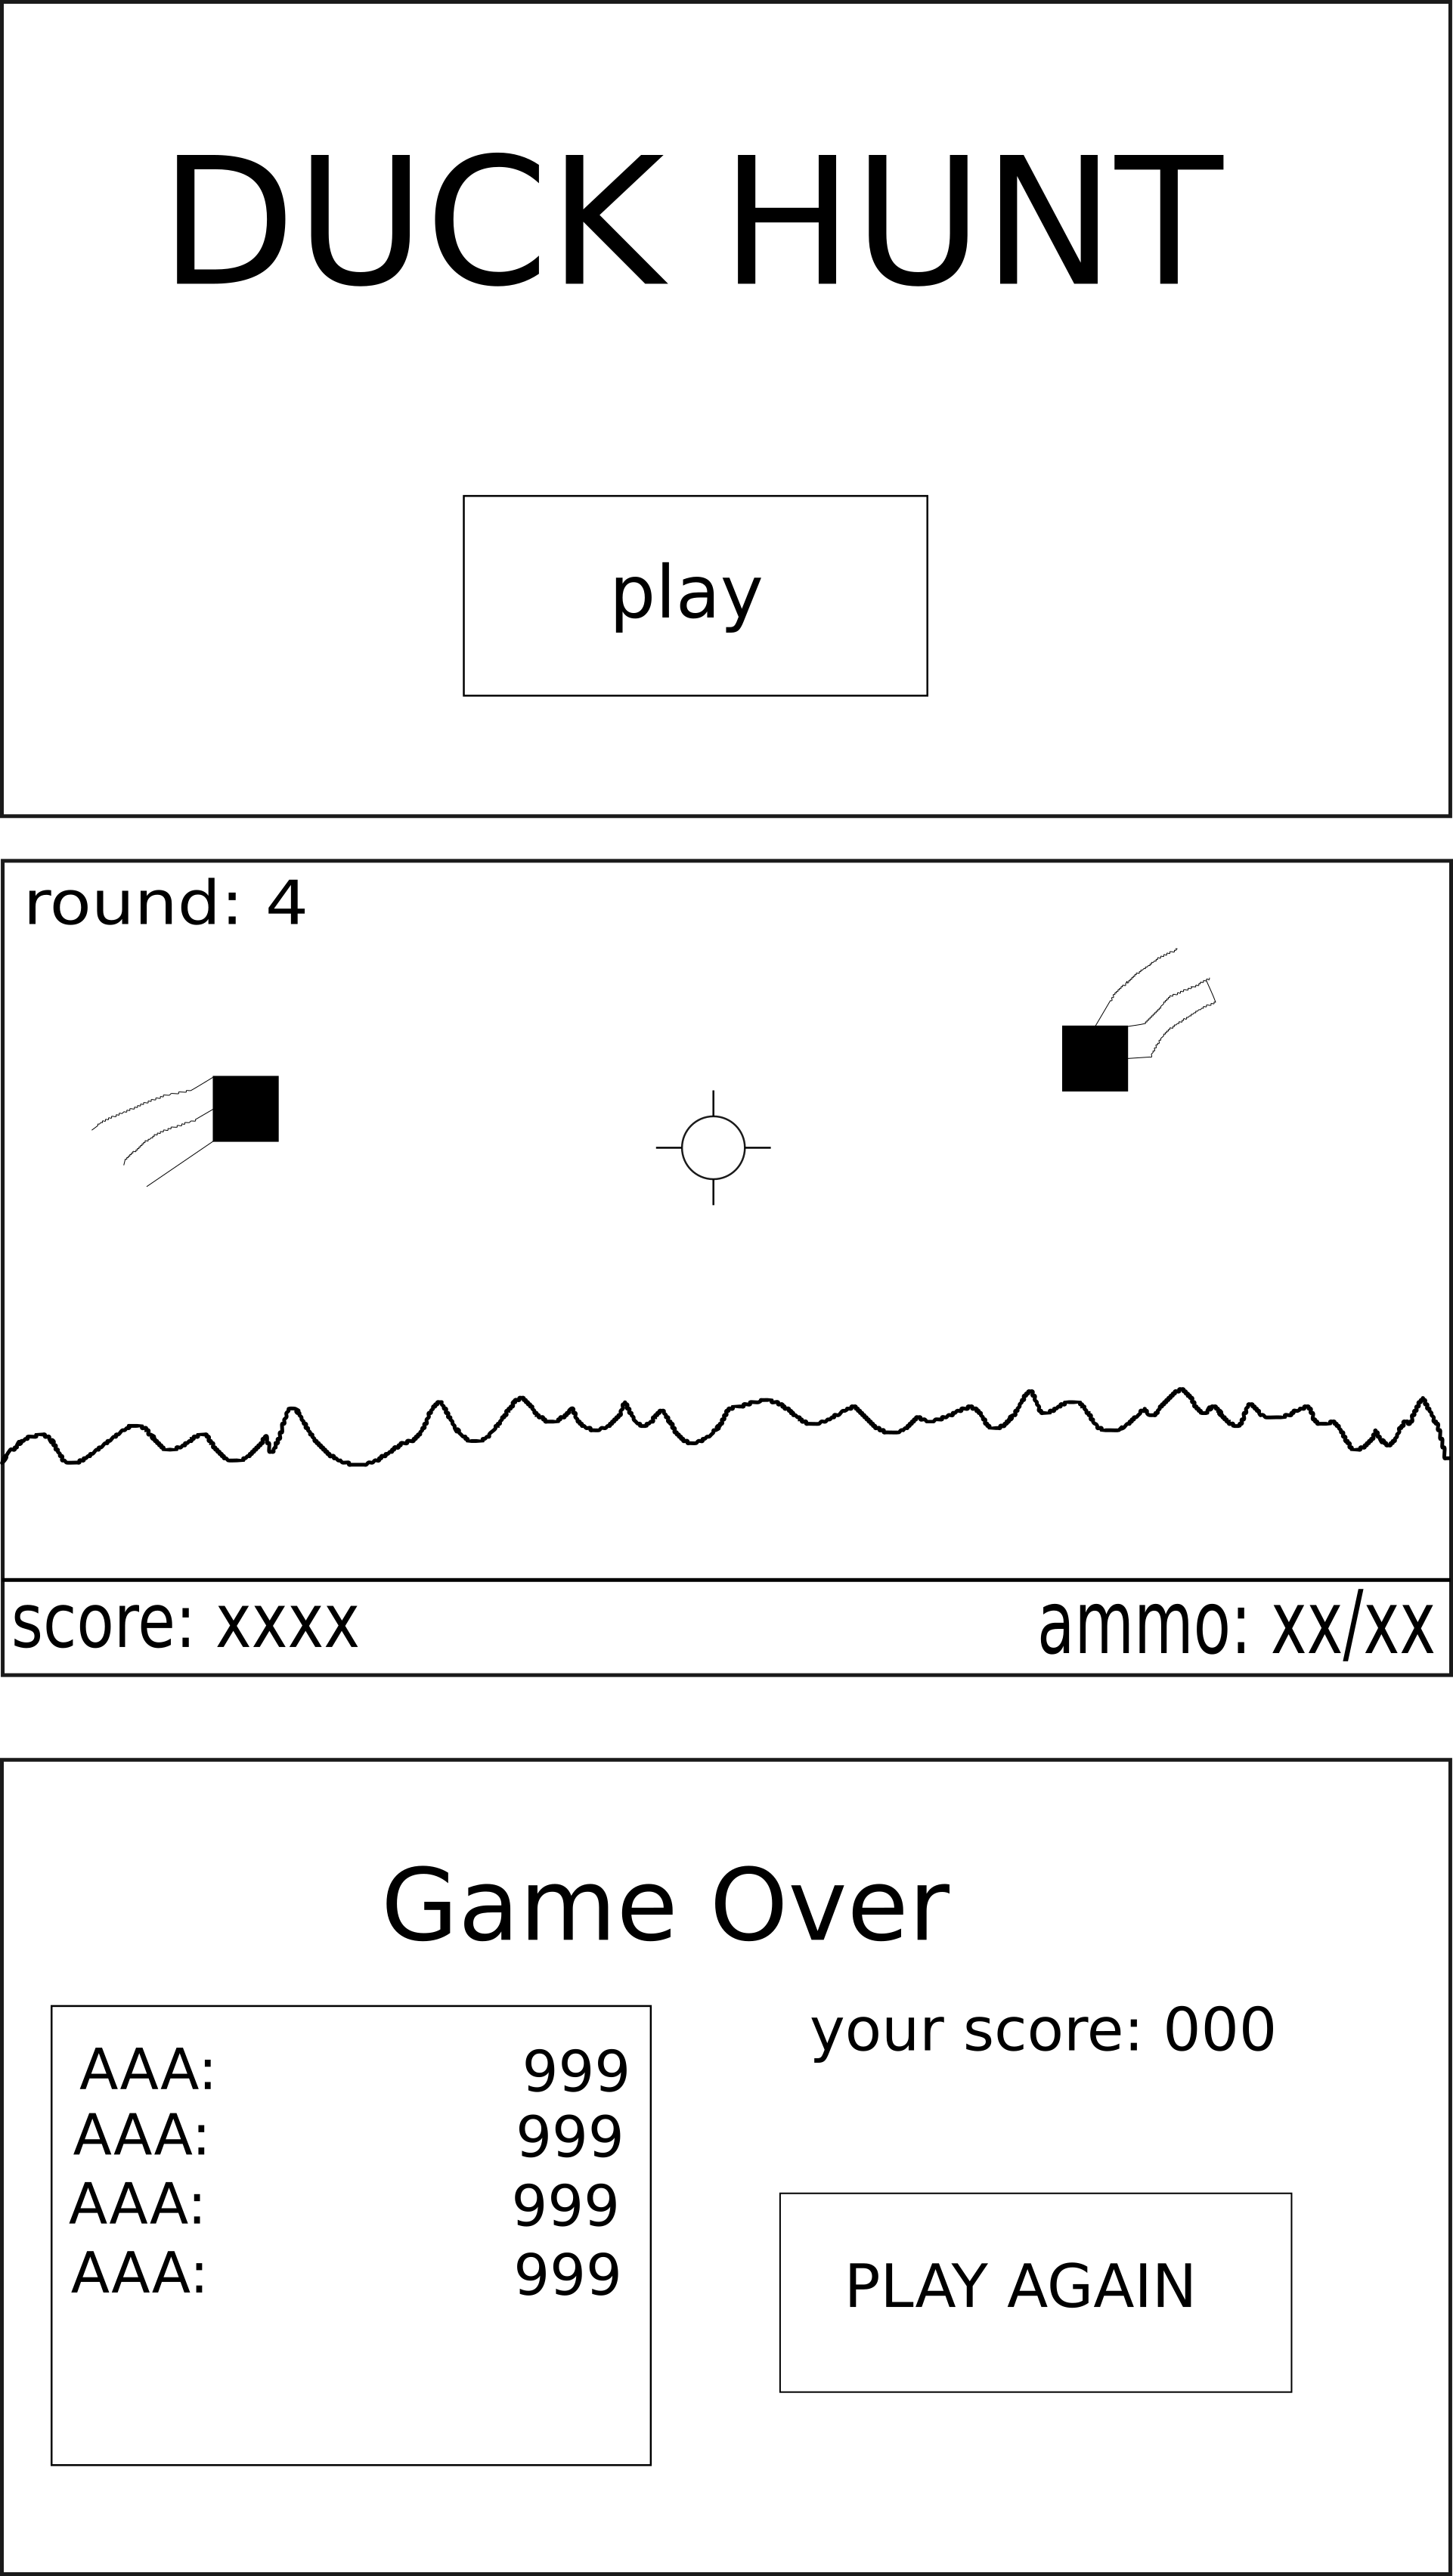 DUCK HUNT
play
round: 4
score: xxxx
ammo: xx/xx
Game Over
your score: 000
AAA: 999
AAA: 999
AAA: 999
AAA: 999
PLAY AGAIN